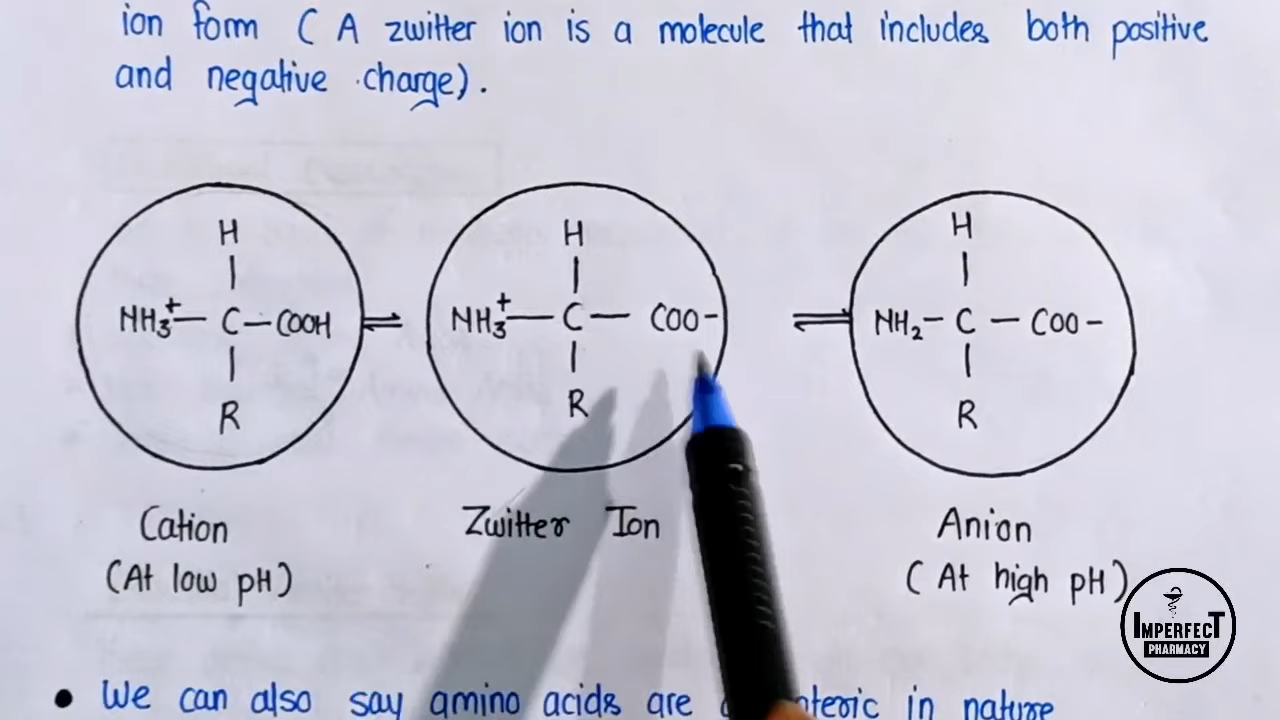 ion form ( A zwitter ion is a molecule that includes both positive
and negative charge).
H H H
NH₃⁺ — C — COOH ⇌ NH₃⁺ — C — COO- ⇌ NH₂ — C — COO-
R R R
Cation Zwitter Ion Anion
(At low pH) (At high pH)
IMPERFECT
PHARMACY
• We can also say amino acids are in nature